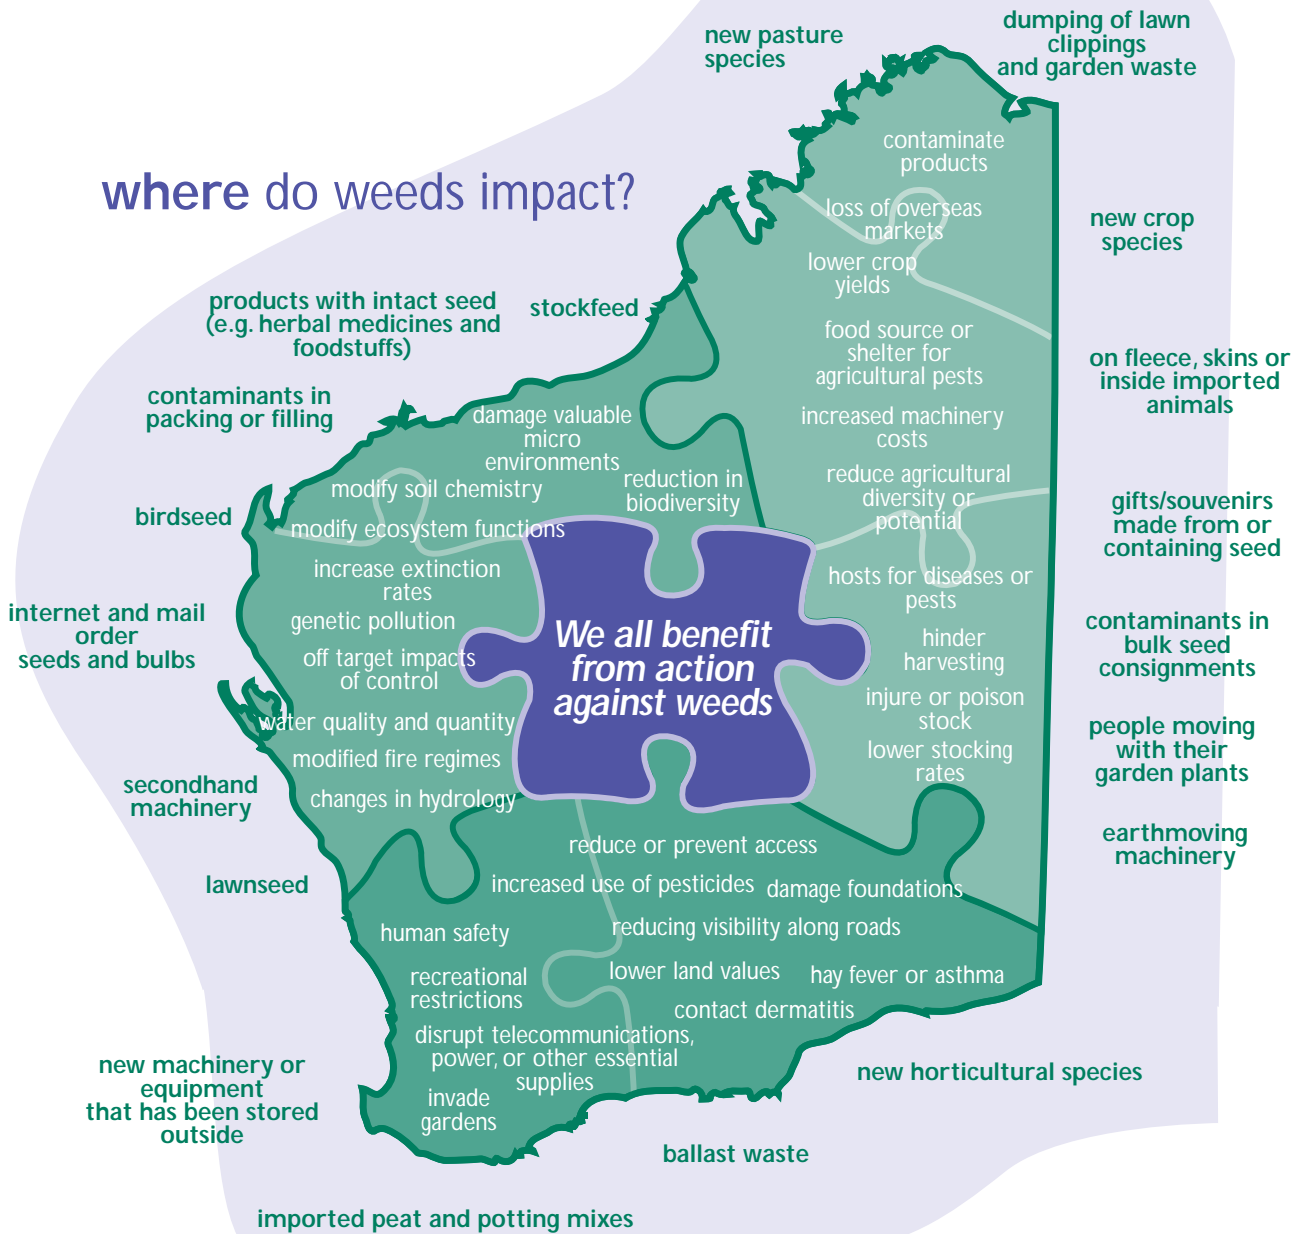 new pasture
species
dumping of lawn
clippings
and garden waste
where do weeds impact?
contaminate
products
loss of overseas
markets
new crop
species
lower crop
yields
products with intact seed
(e.g. herbal medicines and
foodstuffs)
stockfeed
food source or
shelter for
agricultural pests
on fleece, skins or
inside imported
animals
contaminants in
packing or filling
damage valuable
micro
environments
increased machinery
costs
modify soil chemistry
reduction in
biodiversity
reduce agricultural
diversity or
potential
birdseed
modify ecosystem functions
gifts/souvenirs
made from or
containing seed
increase extinction
rates
hosts for diseases or
pests
internet and mail
order
seeds and bulbs
genetic pollution
We all benefit
from action
against weeds
hinder
harvesting
contaminants in
bulk seed
consignments
off target impacts
of control
injure or poison
stock
water quality and quantity
people moving
with their
garden plants
modified fire regimes
lower stocking
rates
secondhand
machinery
changes in hydrology
earthmoving
machinery
reduce or prevent access
lawnseed
increased use of pesticides
damage foundations
human safety
reducing visibility along roads
recreational
restrictions
lower land values
hay fever or asthma
contact dermatitis
disrupt telecommunications,
power, or other essential
supplies
new machinery or
equipment
that has been stored
outside
new horticultural species
invade
gardens
ballast waste
imported peat and potting mixes